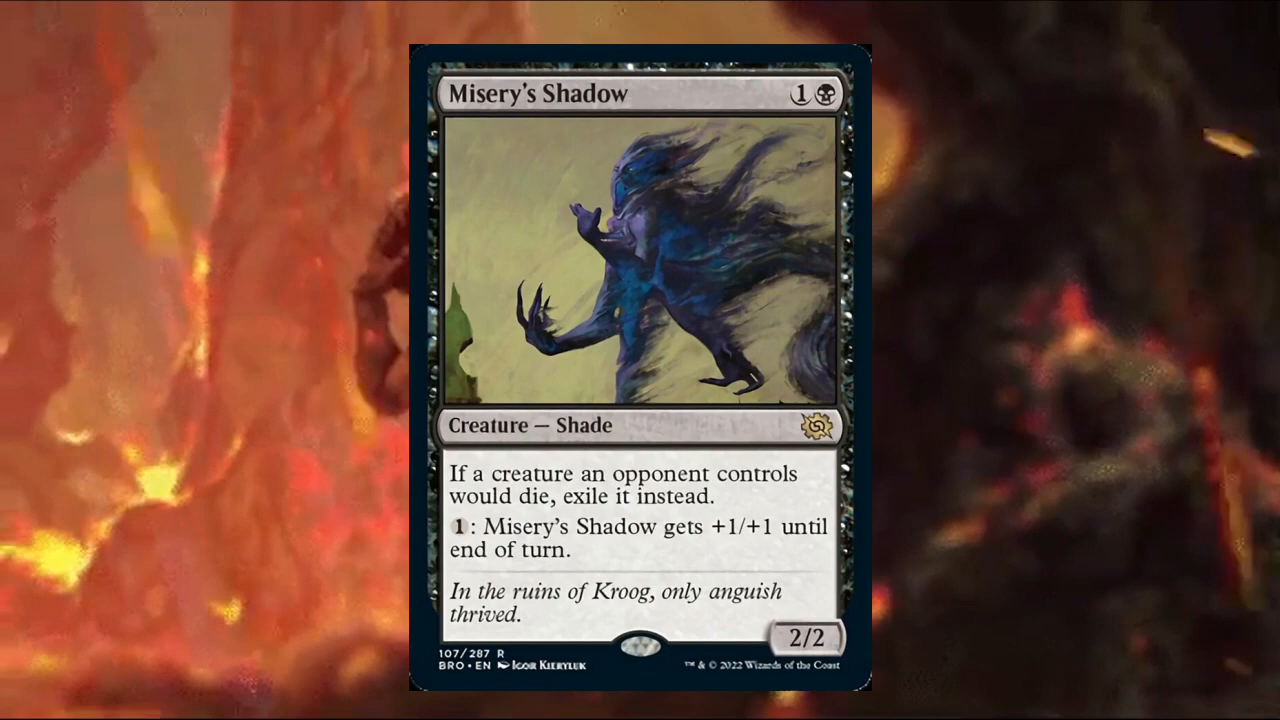 Misery's Shadow 1
Creature — Shade
If a creature an opponent controls
would die, exile it instead.
1: Misery's Shadow gets +1/+1 until
end of turn.
In the ruins of Kroog, only anguish
thrived.
2/2
107/287 R
BRO • EN Igor Kieryluk
™ & © 2022 Wizards of the Coast